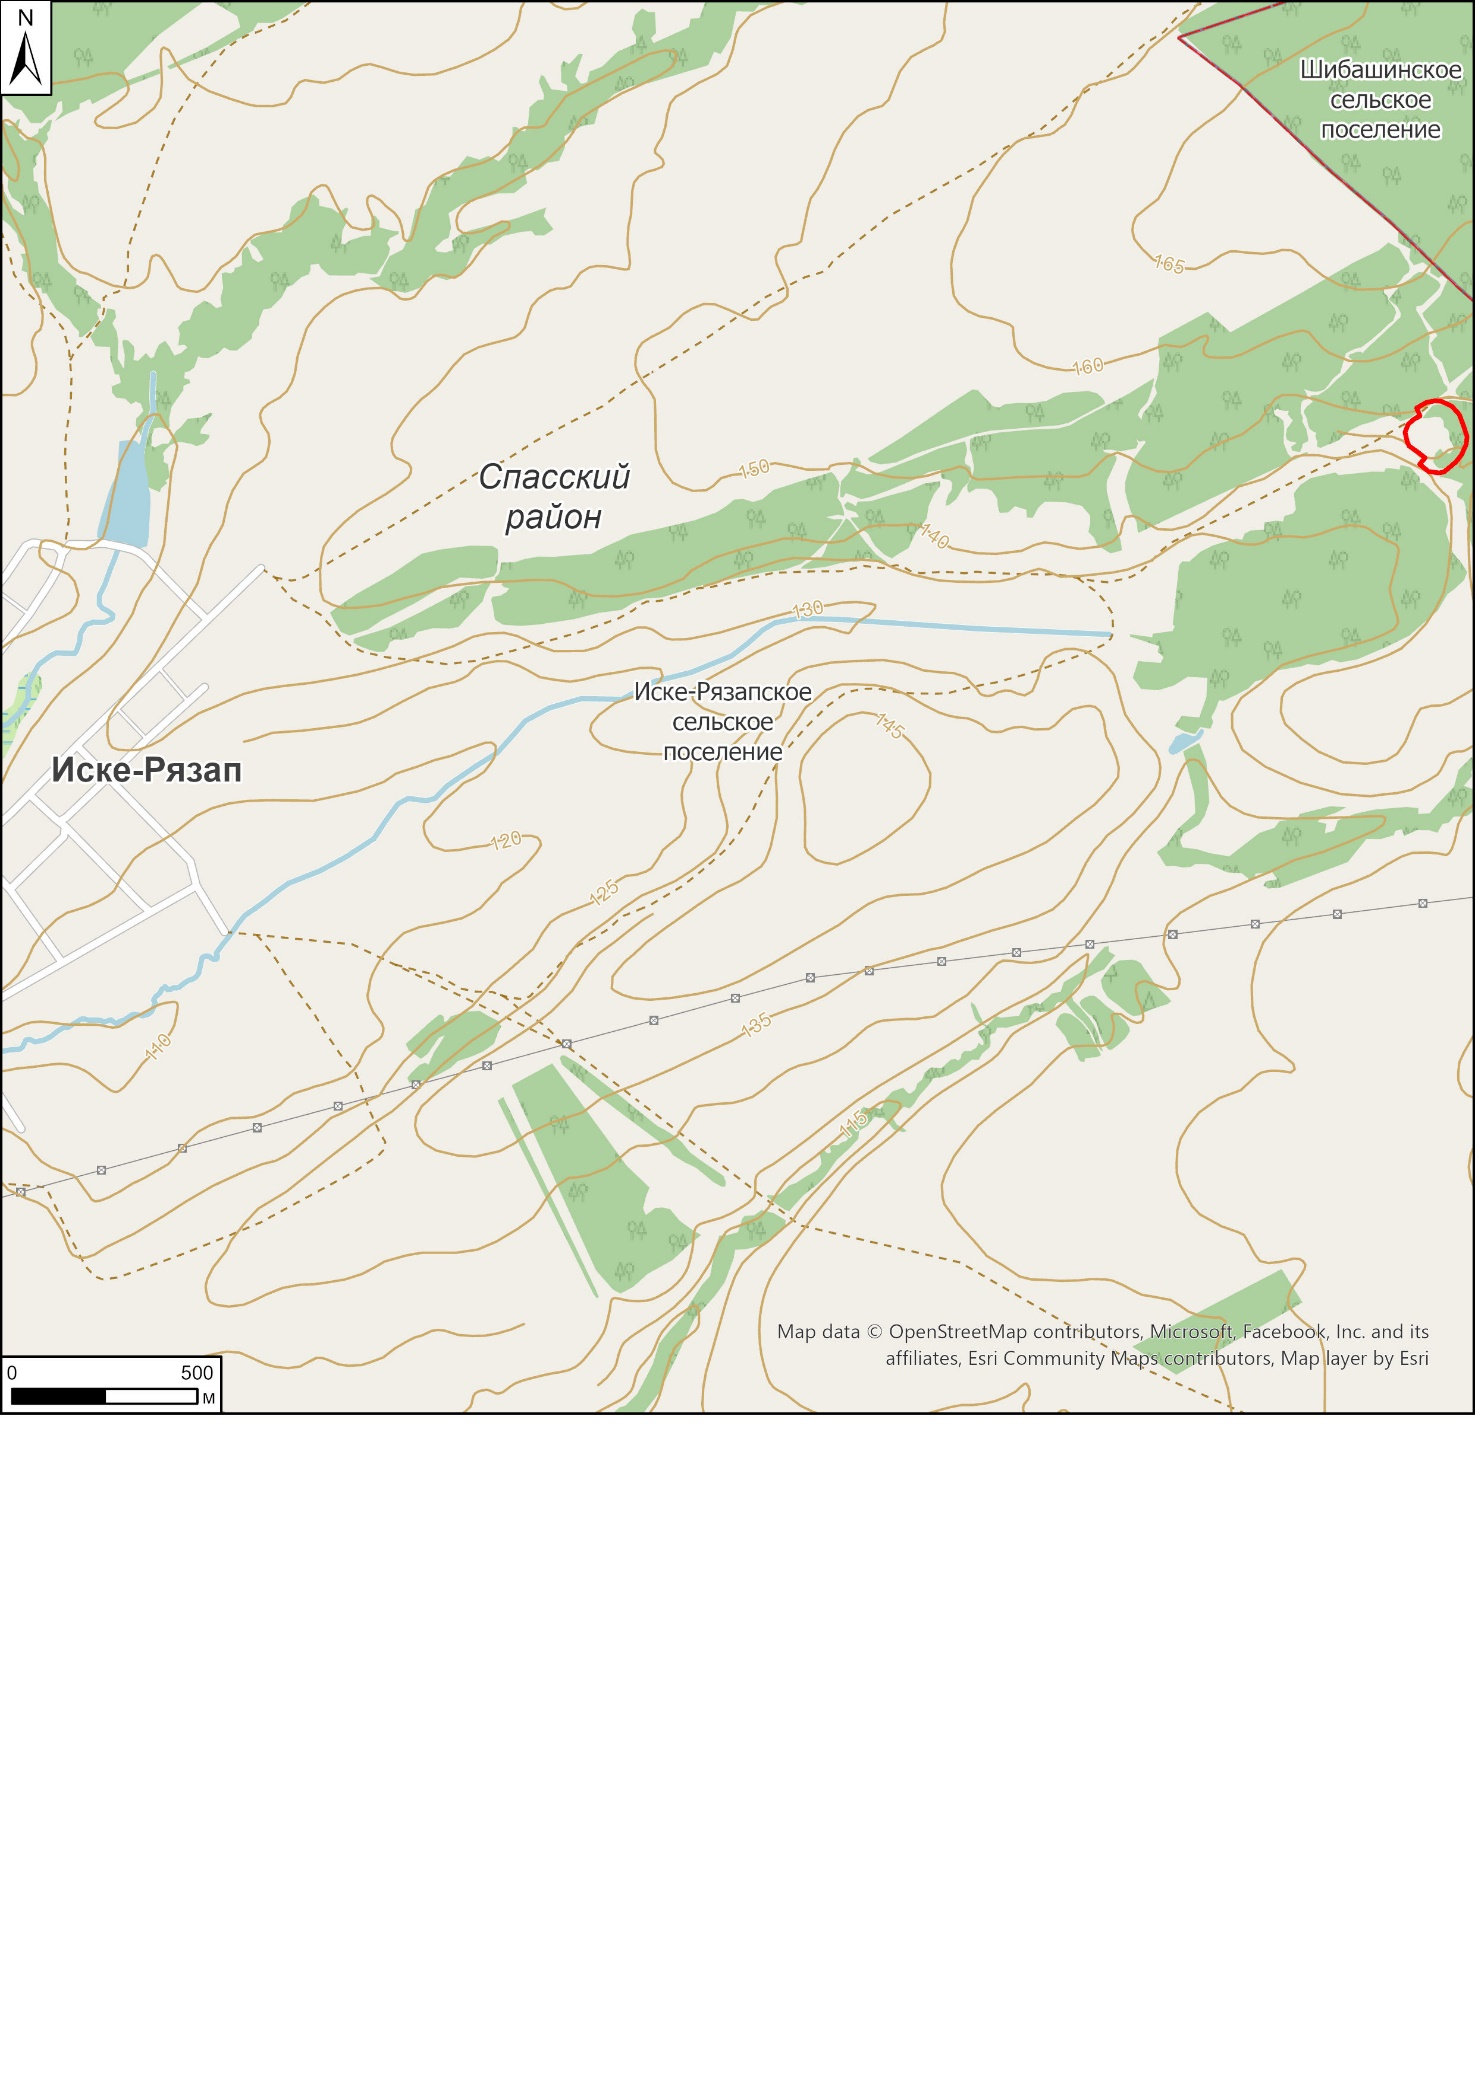 N
Шибашинское
сельское
поселение
165
160
150
Спасский
район
140
130
Иске-Рязапское
сельское
поселение
145
Иске-Рязап
120
125
135
110
115
Map data © OpenStreetMap contributors, Microsoft, Facebook, Inc. and its
affiliates, Esri Community Maps contributors, Map layer by Esri
0 500
м